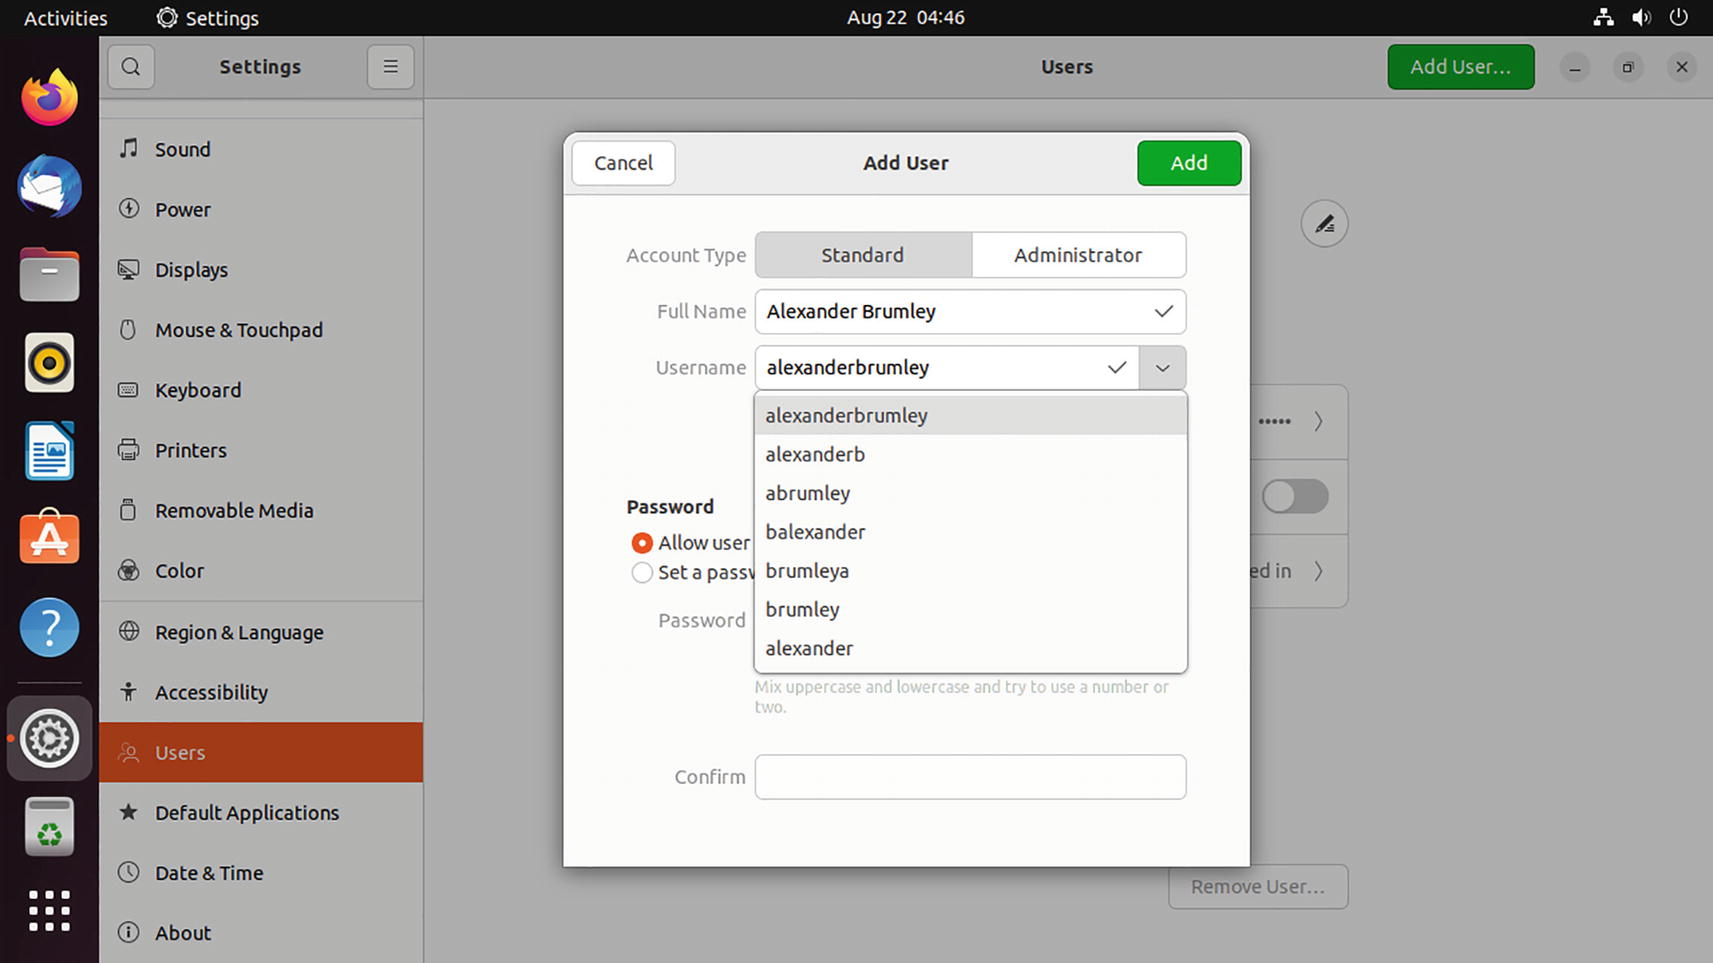 Activities Settings Aug 22 04:46
Settings Users Add User...
Sound
Power
Displays
Mouse & Touchpad
Keyboard
Printers
Removable Media
Color
Region & Language
Accessibility
Users
Default Applications
Date & Time
About
Cancel Add User Add
Account Type Standard Administrator
Full Name Alexander Brumley
Username alexanderbrumley
alexanderbrumley
alexanderb
abrumley
balexander
brumleya
brumley
alexander
Password
Allow user
Set a passw
Password
Mix uppercase and lowercase and try to use a number or
two.
Confirm
•••••
ed in
Remove User...